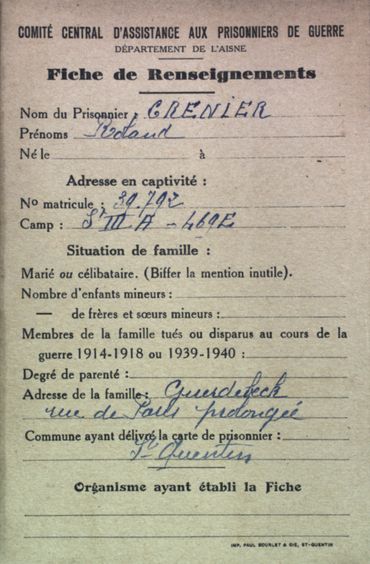 COMITÉ CENTRAL D'ASSISTANCE AUX PRISONNIERS DE GUERRE
DÉPARTEMENT DE L'AISNE
Fiche de Renseignements
Nom du Prisonnier : GRENIER
Prénoms Roland
Né le à
Adresse en captivité :
No matricule : 39.792
Camp : St III A - 469E
Situation de famille :
Marié ou célibataire. (Biffer la mention inutile).
Nombre d'enfants mineurs :
— de frères et sœurs mineurs :
Membres de la famille tués ou disparus au cours de la
guerre 1914-1918 ou 1939-1940 :
Degré de parenté :
Adresse de la famille :
rue de Paris prolongée
Commune ayant délivré la carte de prisonnier :
St Quentin
Organisme ayant établi la Fiche
IMP. PAUL BOURLET & CIE, ST-QUENTIN